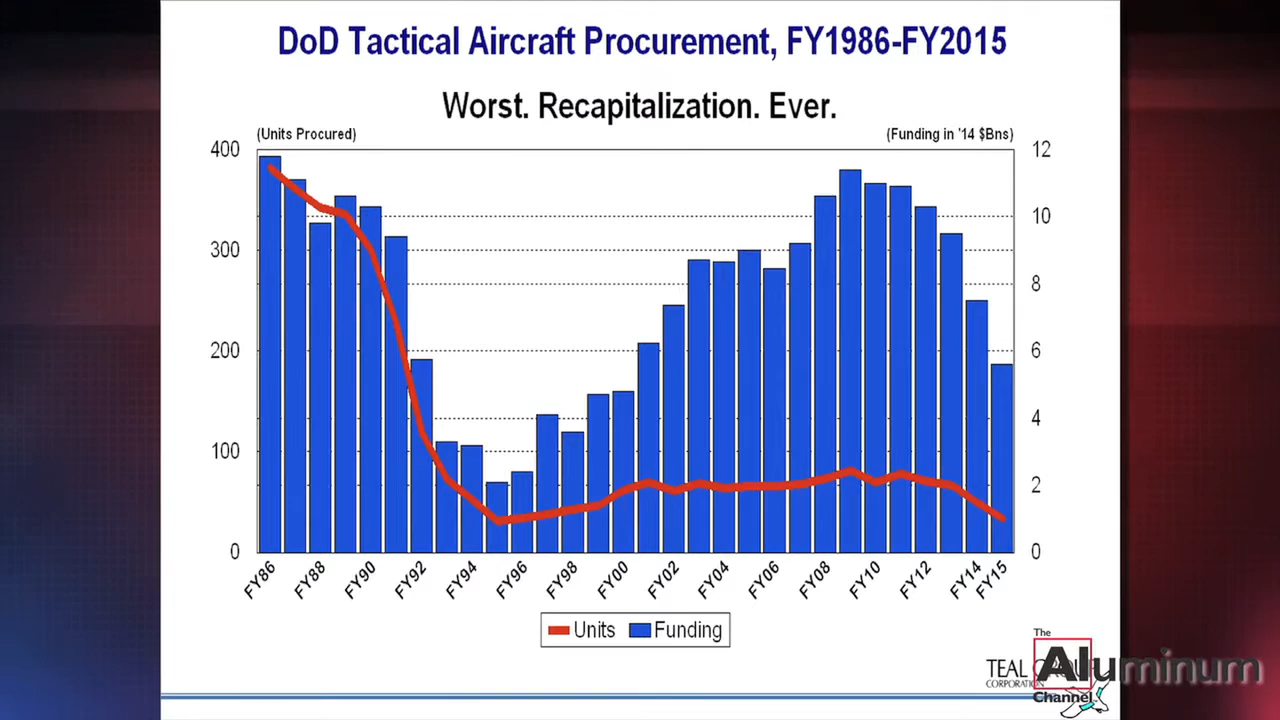 DoD Tactical Aircraft Procurement, FY1986-FY2015
Worst. Recapitalization. Ever.
(Units Procured)
(Funding in '14 $Bns)
400
300
200
100
0
12
10
8
6
4
2
0
FY86
FY88
FY90
FY92
FY94
FY96
FY98
FY00
FY02
FY04
FY06
FY08
FY10
FY12
FY14
FY15
Units
Funding
TEAL
CORPORATION
The
Aluminum
Channel